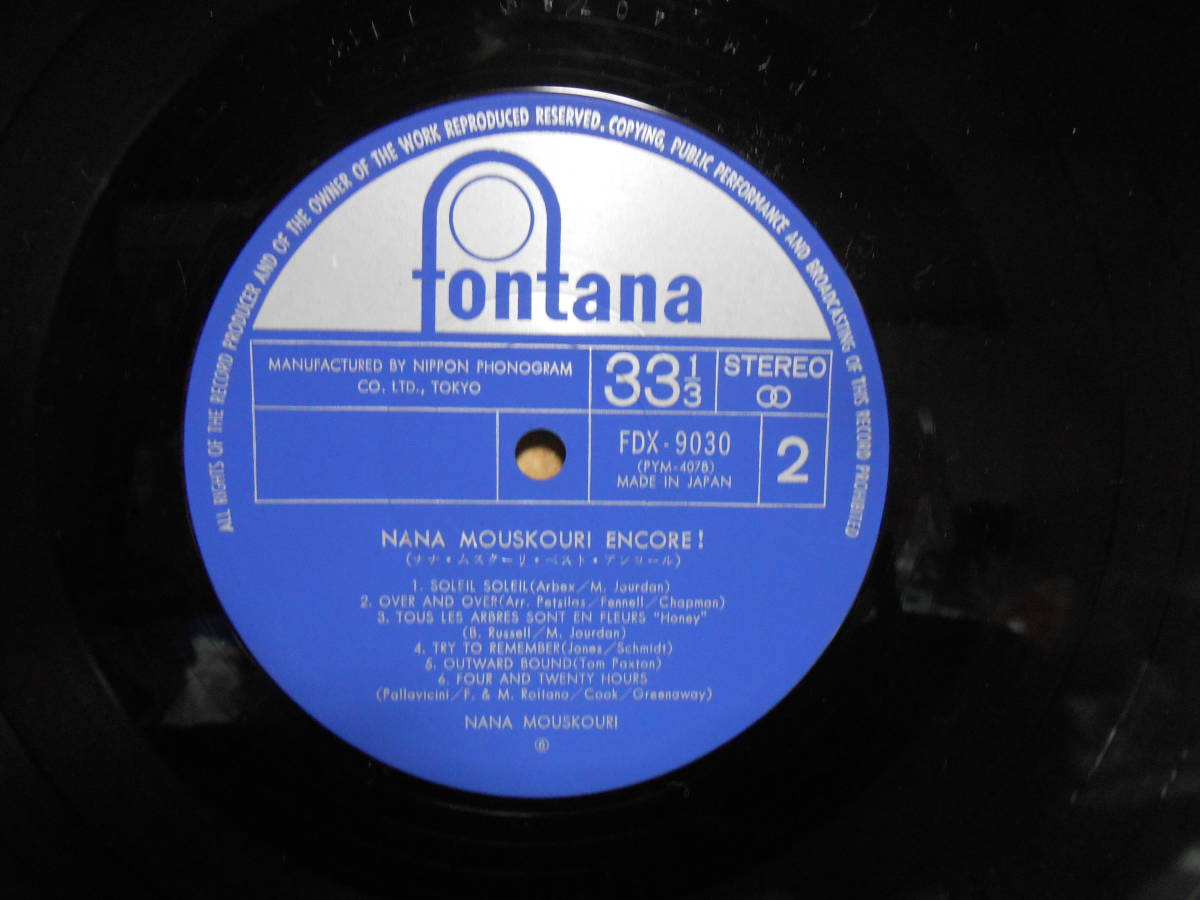 ALL RIGHTS OF THE RECORD PRODUCER AND OF THE OWNER OF THE WORK REPRODUCED RESERVED. COPYING, PUBLIC PERFORMANCE AND BROADCASTING OF THIS RECORD PROHIBITED
fontana
MANUFACTURED BY NIPPON PHONOGRAM
CO. LTD., TOKYO
33 1/3
STEREO
FDX-9030
(PYM-407B)
MADE IN JAPAN
2
NANA MOUSKOURI ENCORE!
(ナナ・ムスクーリ・ベスト・アンコール)
1. SOLEIL SOLEIL(Arbex/M. Jourdan)
2. OVER AND OVER(Arr. Petsilas/Fennell/Chapman)
3. TOUS LES ARBRES SONT EN FLEURS "Honey"
(B. Russell/M. Jourdan)
4. TRY TO REMEMBER(Jones/Schmidt)
5. OUTWARD BOUND(Tom Paxton)
6. FOUR AND TWENTY HOURS
(Pallavicini/F. & M. Roitano/Cook/Greenaway)
NANA MOUSKOURI